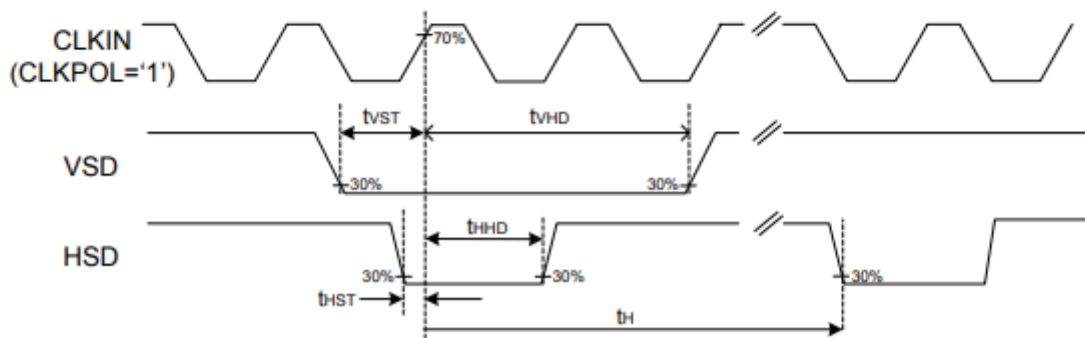 CLKIN
(CLKPOL='1')
70%
tVST
tVHD
VSD
30%
30%
tHHD
HSD
30%
30%
30%
tHST
tH